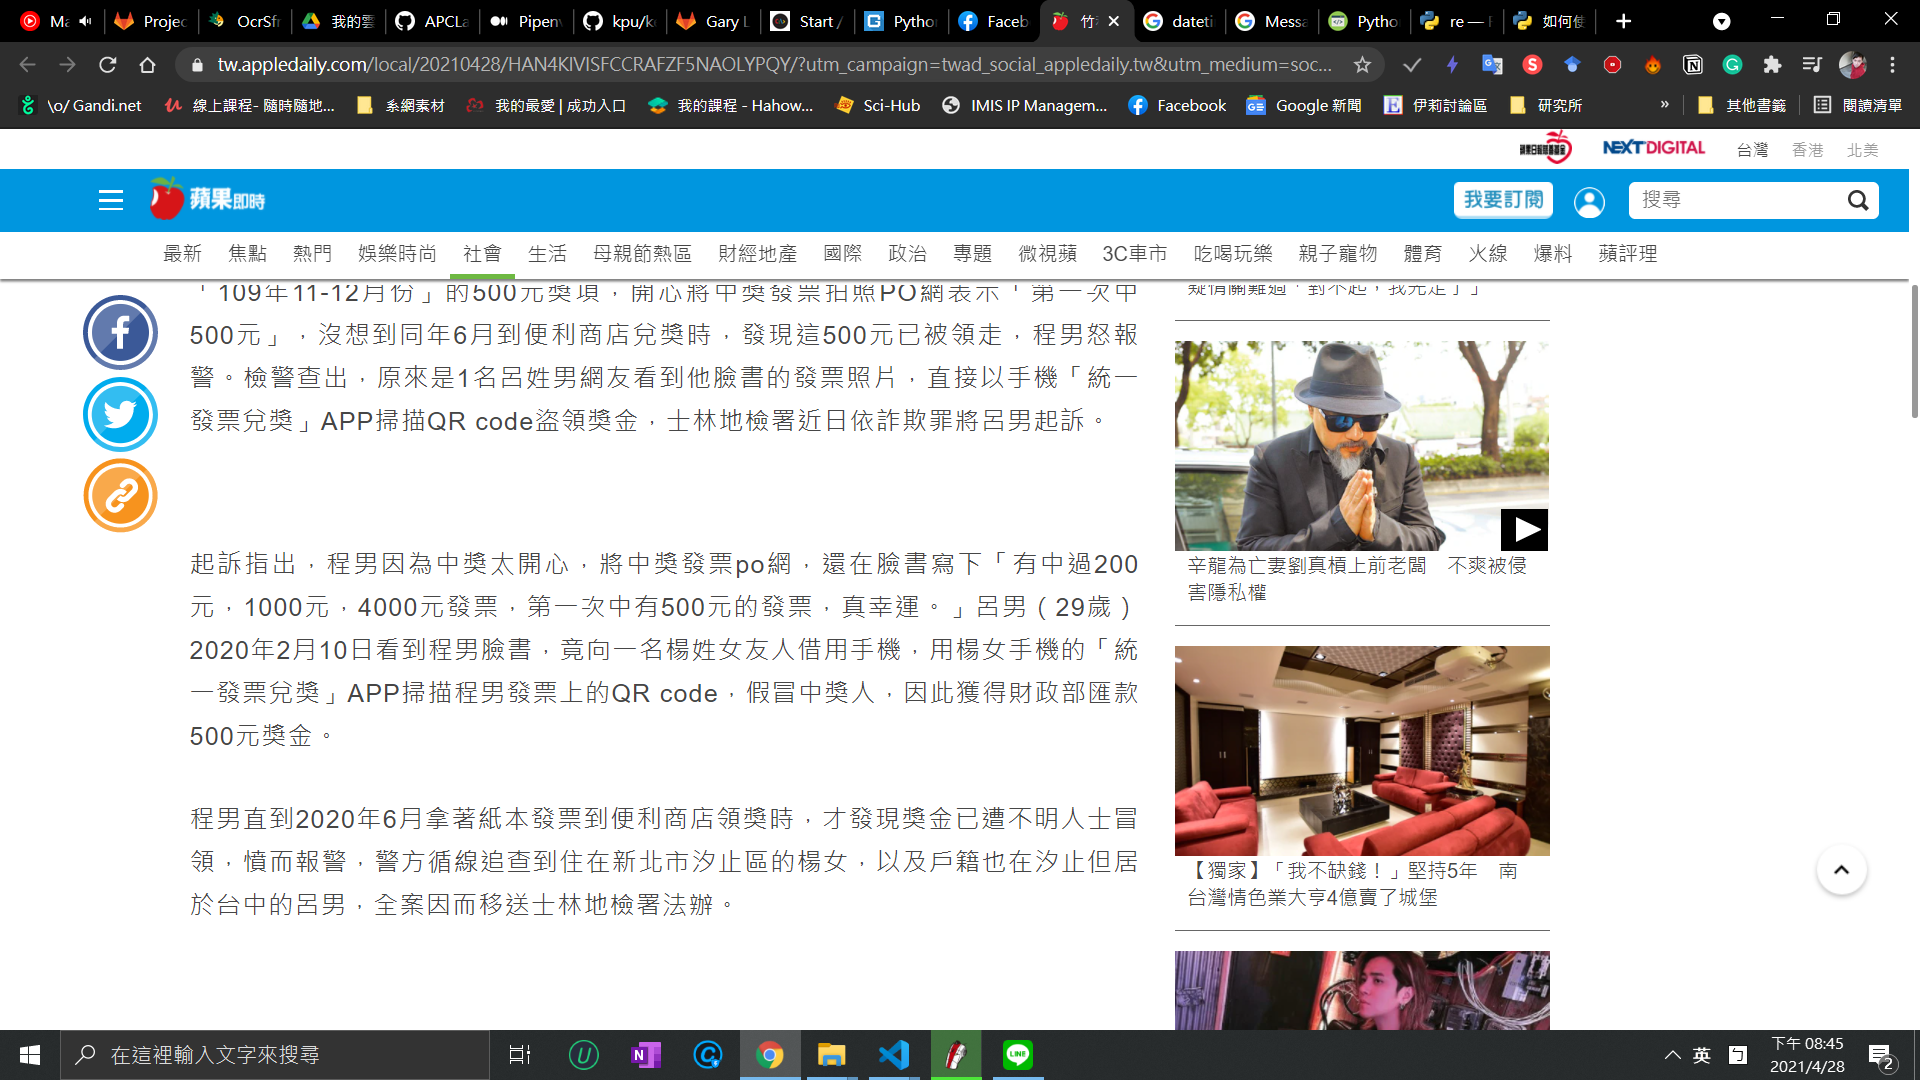 Ma
Projec
OcrSfr
我的雲
APCLa
Pipenv
kpu/k
Gary L
Start /
Pytho
Faceb
竹
dateti
Messa
Pytho
re — F
如何使
tw.appledaily.com/local/20210428/HAN4KIVISFCCRAFZF5NAOLYPQY/?utm_campaign=twad_social_appledaily.tw&utm_medium=soc...
\o/ Gandi.net
線上課程- 隨時隨地...
系網素材
我的最愛 | 成功入口
我的課程 - Hahow...
Sci-Hub
IMIS IP Managem...
Facebook
Google 新聞
伊莉討論區
研究所
»
其他書籤
閱讀清單
NEXT DIGITAL
台灣 香港 北美
蘋果即時
我要訂閱
搜尋
最新 焦點 熱門 娛樂時尚 社會 生活 母親節熱區 財經地產 國際 政治 專題 微視蘋 3C車市 吃喝玩樂 親子寵物 體育 火線 爆料 蘋評理
「109年11-12月份」的500元獎項，開心將中獎發票拍照PO網表示「第一次中
500元」，沒想到同年6月到便利商店兌獎時，發現這500元已被領走，程男怒報
警。檢警查出，原來是1名呂姓男網友看到他臉書的發票照片，直接以手機「統一
發票兌獎」APP掃描QR code盜領獎金，士林地檢署近日依詐欺罪將呂男起訴。
起訴指出，程男因為中獎太開心，將中獎發票po網，還在臉書寫下「有中過200
元，1000元，4000元發票，第一次中有500元的發票，真幸運。」呂男（29歲）
2020年2月10日看到程男臉書，竟向一名楊姓女友人借用手機，用楊女手機的「統
一發票兌獎」APP掃描程男發票上的QR code，假冒中獎人，因此獲得財政部匯款
500元獎金。
程男直到2020年6月拿著紙本發票到便利商店領獎時，才發現獎金已遭不明人士冒
領，憤而報警，警方循線追查到住在新北市汐止區的楊女，以及戶籍也在汐止但居
於台中的呂男，全案因而移送士林地檢署法辦。
疑情關難過「對不起，我先走了」
辛龍為亡妻劉真槓上前老闆　不爽被侵
害隱私權
【獨家】「我不缺錢！」堅持5年　南
台灣情色業大亨4億賣了城堡
在這裡輸入文字來搜尋
英
下午 08:45
2021/4/28
2